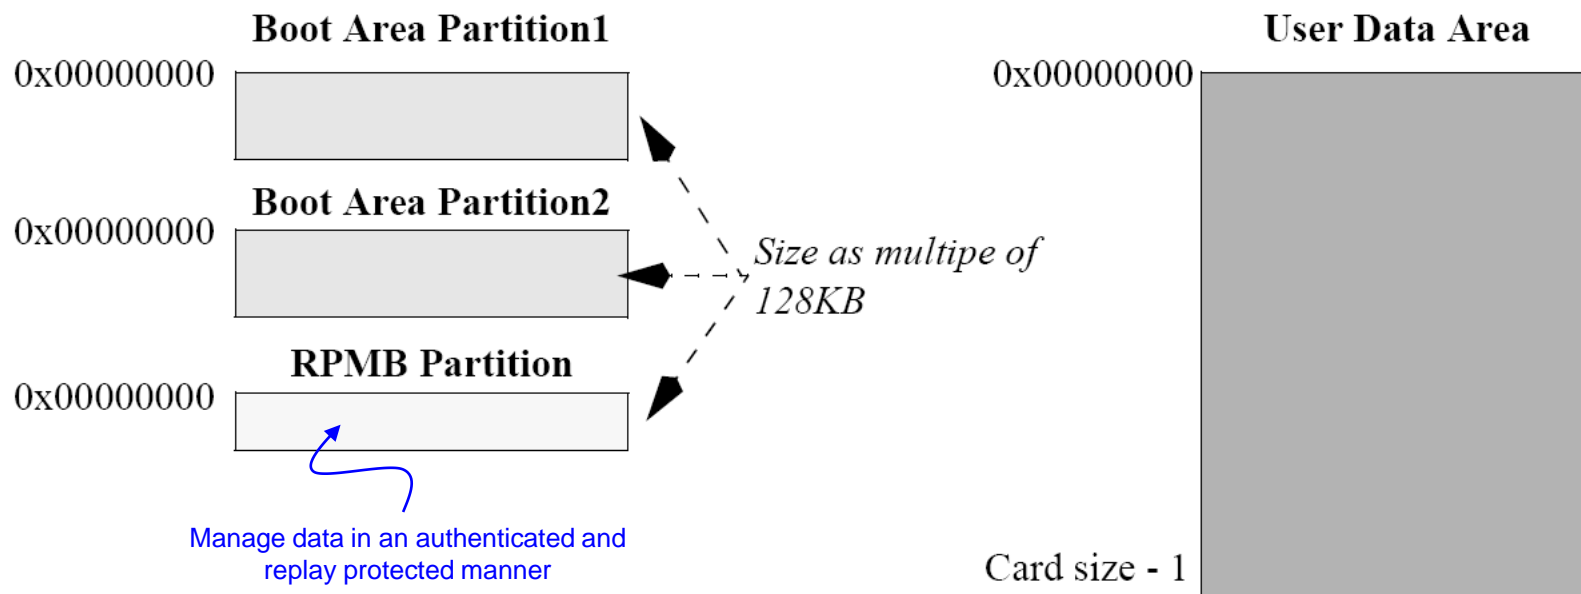 Boot Area Partition1
0x00000000
Boot Area Partition2
0x00000000
Size as multipe of
128KB
RPMB Partition
0x00000000
Manage data in an authenticated and
replay protected manner
User Data Area
0x00000000
Card size - 1